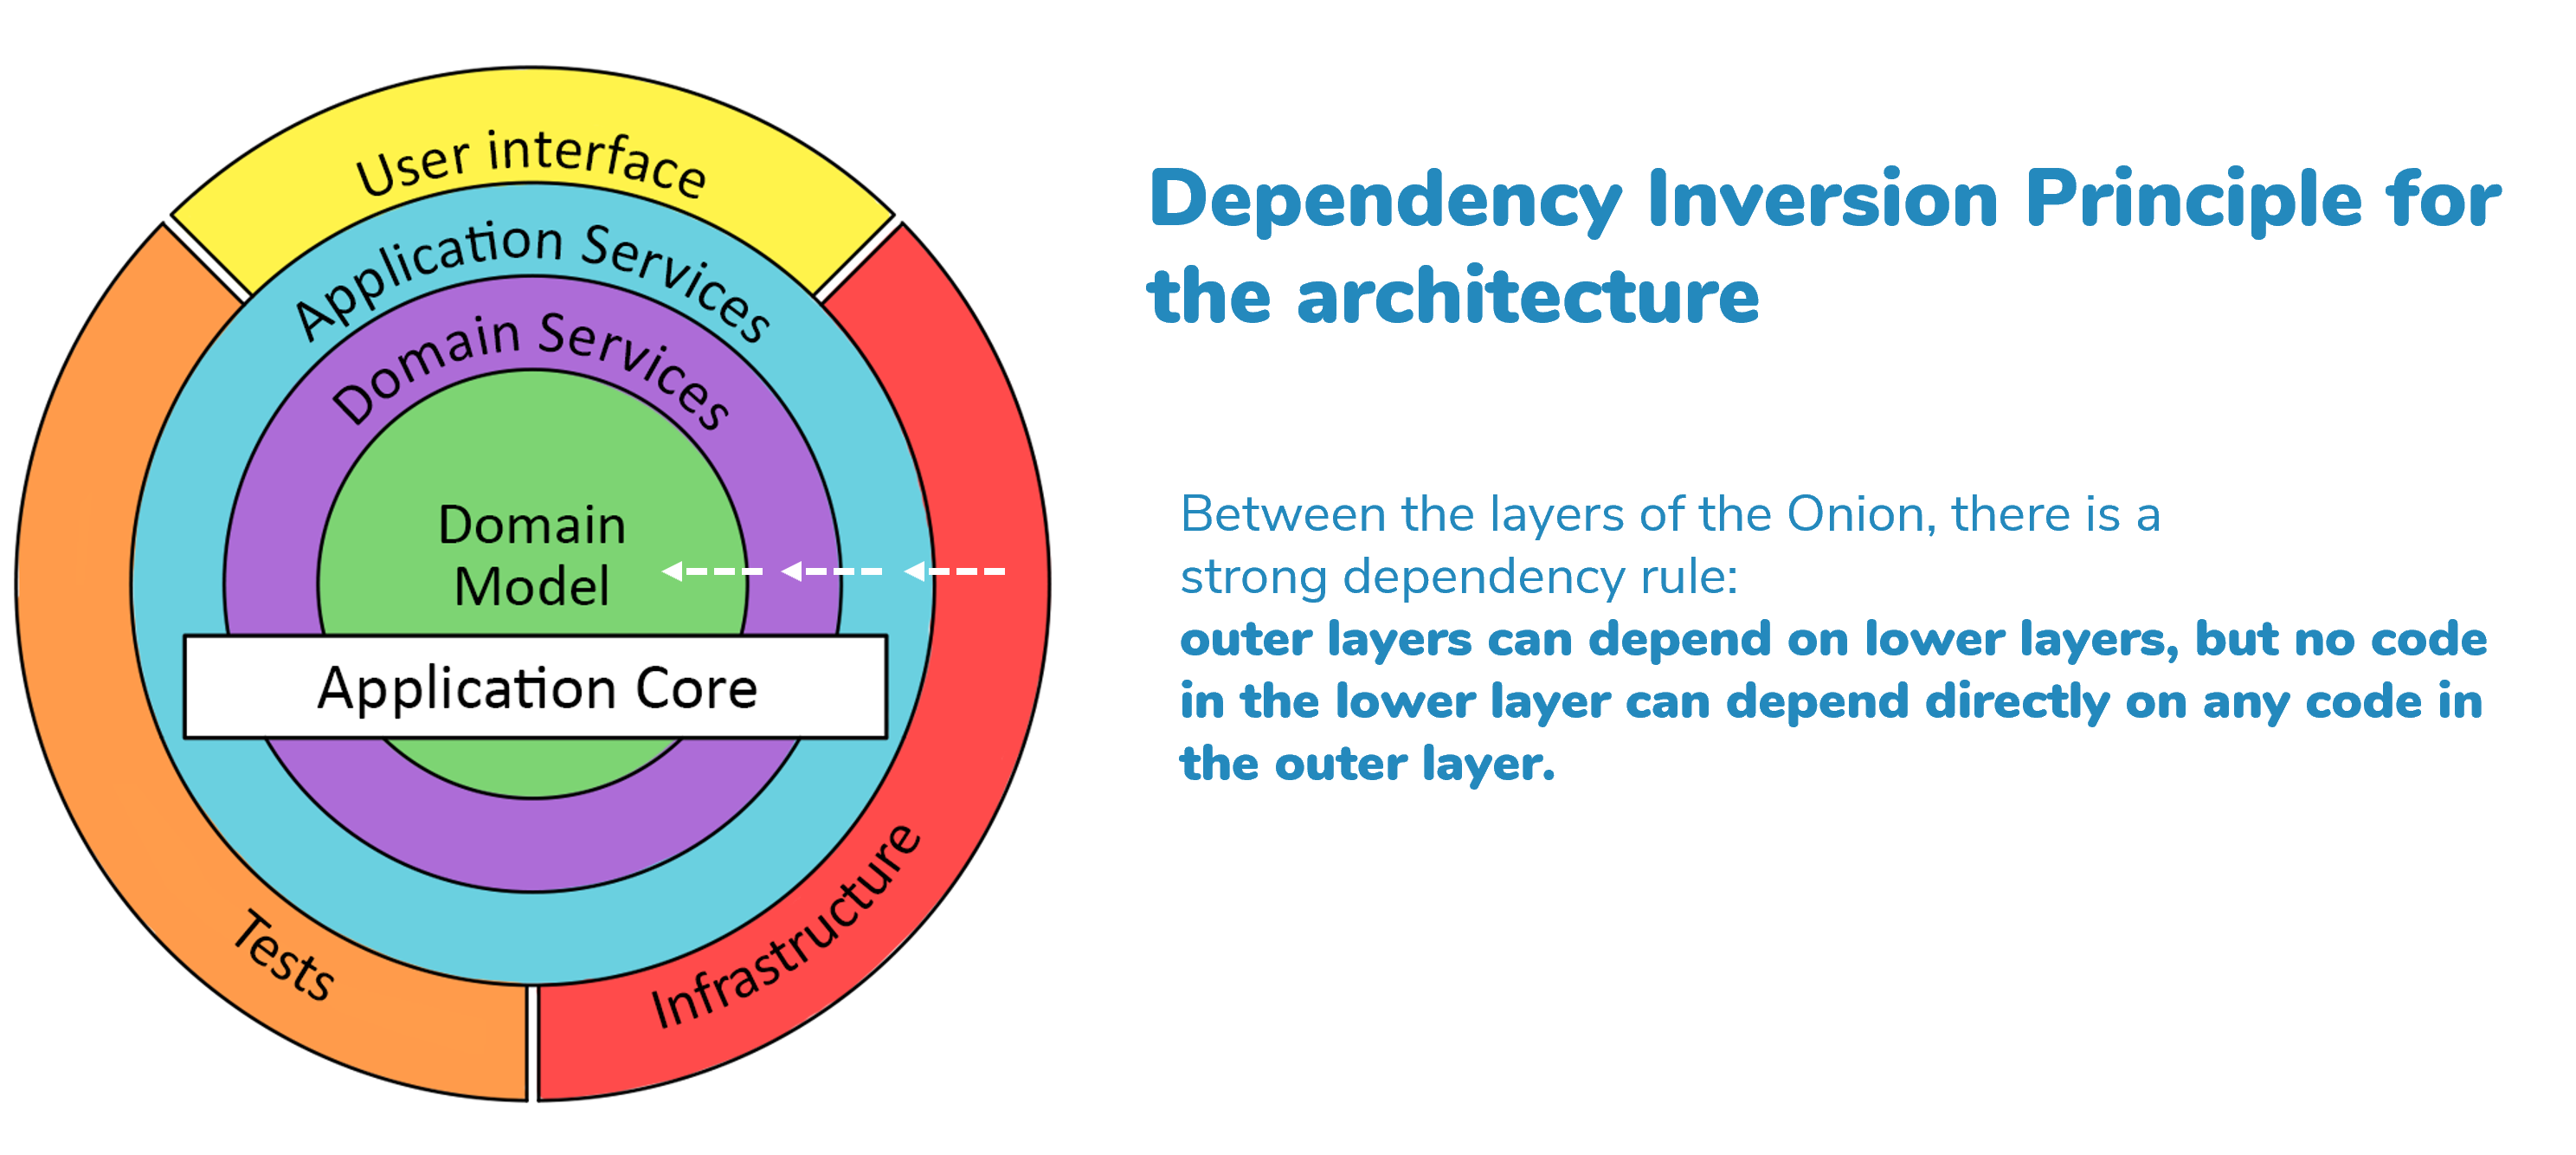 User interface
Application Services
Domain Services
Domain
Model
Application Core
Tests
Infrastructure
Dependency Inversion Principle for
the architecture
Between the layers of the Onion, there is a
strong dependency rule:
outer layers can depend on lower layers, but no code
in the lower layer can depend directly on any code in
the outer layer.